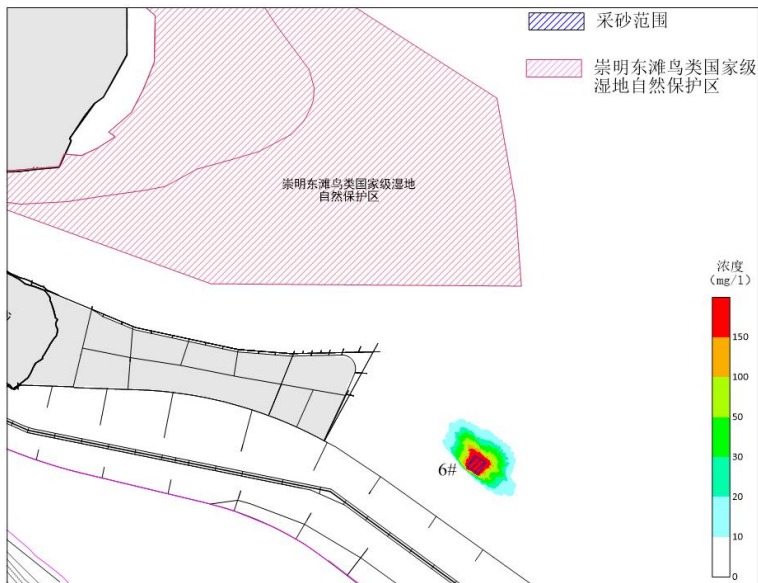 采砂范围
崇明东滩鸟类国家级
湿地自然保护区
崇明东滩鸟类国家级湿地
自然保护区
浓度
(mg/l)
150
100
50
30
20
10
0
6#